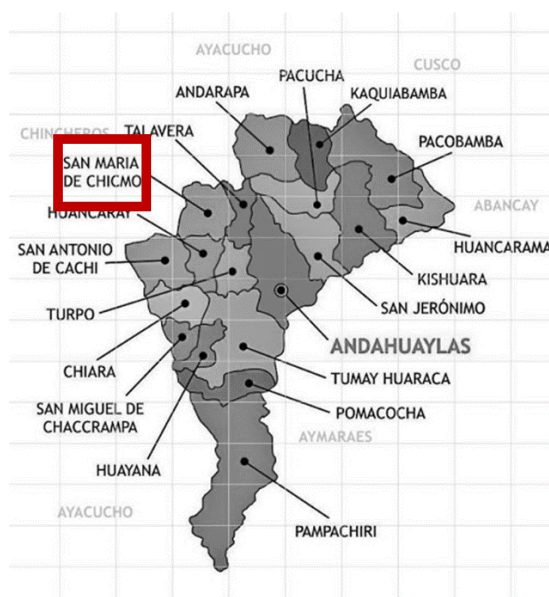 AYACUCHO
CUSCO
PACUCHA
ANDARAPA
KAQUIABAMBA
CHINCHEROS
TALAVERA
PACOBAMBA
SAN MARIA
DE CHICMO
ABANCAY
HUANCARAY
HUANCARAMA
SAN ANTONIO
DE CACHI
KISHUARA
SAN JERÓNIMO
TURPO
ANDAHUAYLAS
CHIARA
TUMAY HUARACA
SAN MIGUEL DE
CHACCRAMPA
POMACOCHA
AYMARAES
HUAYANA
AYACUCHO
PAMPACHIRI